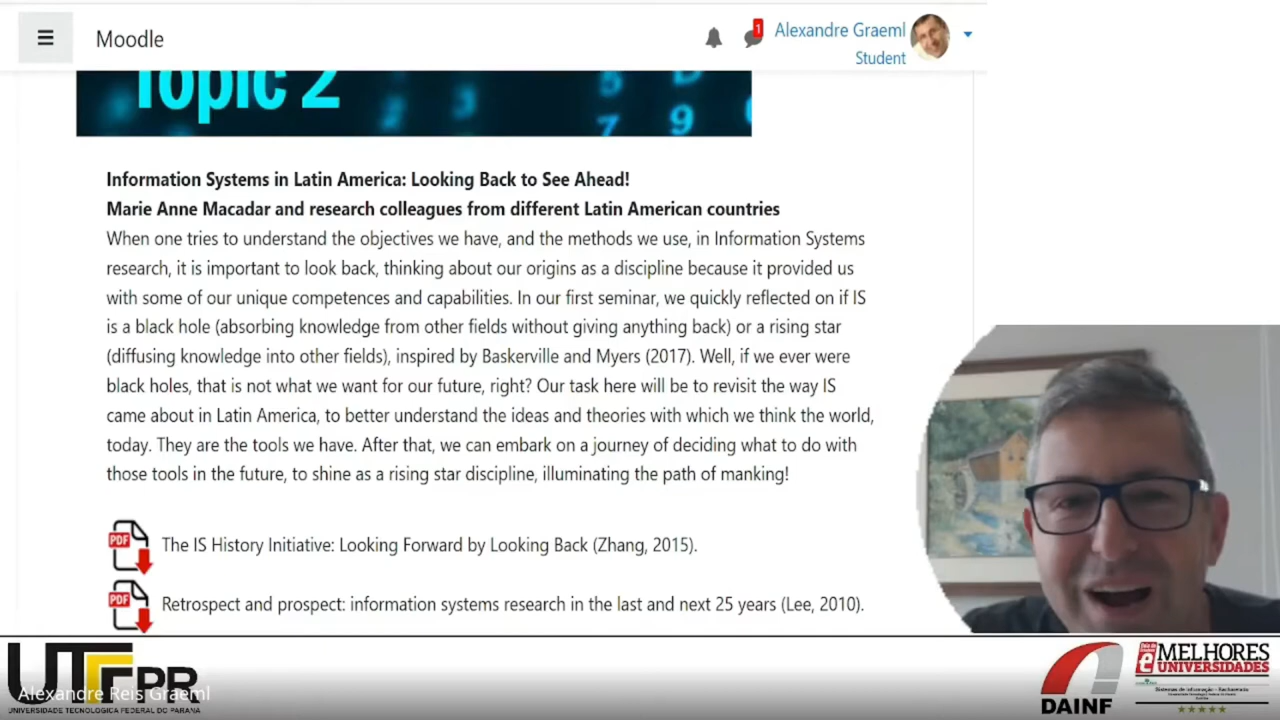 Moodle
1
Alexandre Graeml
Student
Topic 2
Information Systems in Latin America: Looking Back to See Ahead!
Marie Anne Macadar and research colleagues from different Latin American countries
When one tries to understand the objectives we have, and the methods we use, in Information Systems
research, it is important to look back, thinking about our origins as a discipline because it provided us
with some of our unique competences and capabilities. In our first seminar, we quickly reflected on if IS
is a black hole (absorbing knowledge from other fields without giving anything back) or a rising star
(diffusing knowledge into other fields), inspired by Baskerville and Myers (2017). Well, if we ever were
black holes, that is not what we want for our future, right? Our task here will be to revisit the way IS
came about in Latin America, to better understand the ideas and theories with which we think the world,
today. They are the tools we have. After that, we can embark on a journey of deciding what to do with
those tools in the future, to shine as a rising star discipline, illuminating the path of manking!
PDF
The IS History Initiative: Looking Forward by Looking Back (Zhang, 2015).
PDF
Retrospect and prospect: information systems research in the last and next 25 years (Lee, 2010).
UTFPR
Alexandre Reis Graeml
UNIVERSIDADE TECNOLÓGICA FEDERAL DO PARANÁ
DAINF
MELHORES
UNIVERSIDADES